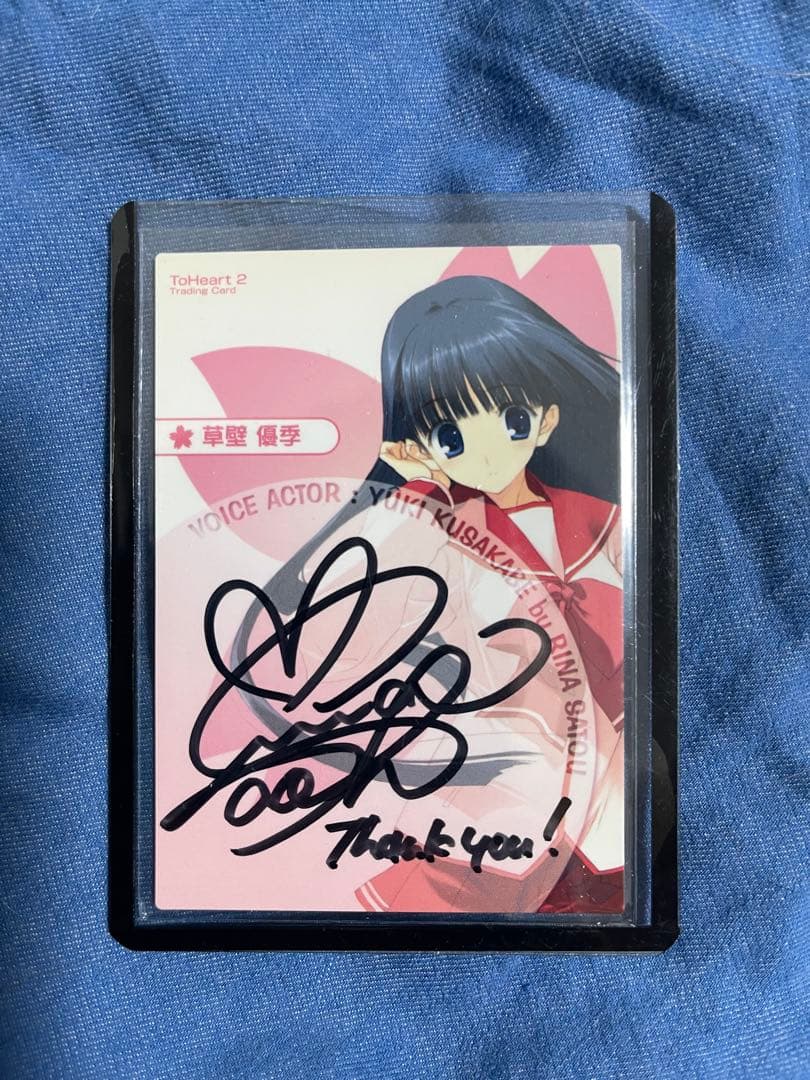 ToHeart 2
Trading Card
草壁 優季
VOICE ACTOR : YUKI KUSAKABE by RINA SATOU
Thank you!